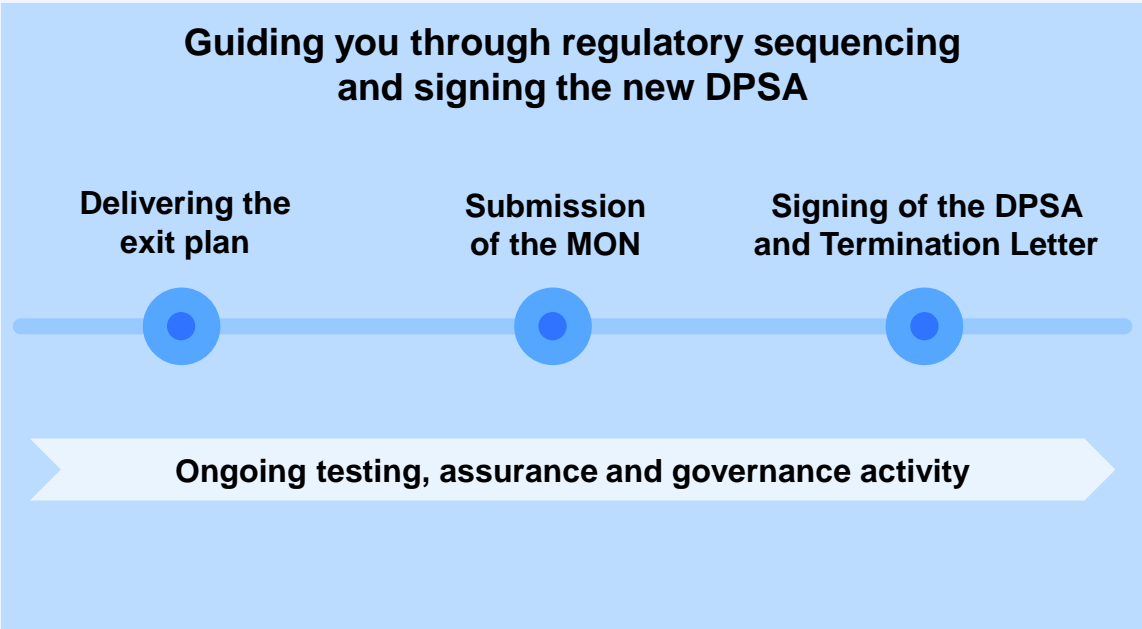 Guiding you through regulatory sequencing
and signing the new DPSA
Delivering the
exit plan
Submission
of the MON
Signing of the DPSA
and Termination Letter
Ongoing testing, assurance and governance activity